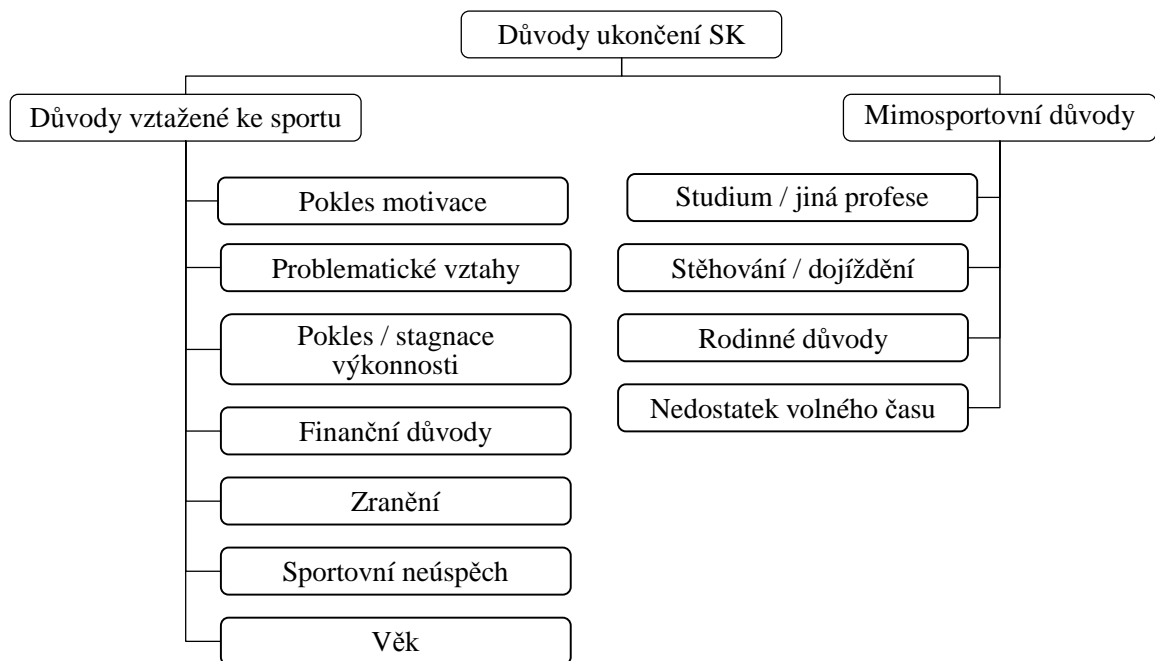 Důvody ukončení SK
Důvody vztažené ke sportu
Pokles motivace
Problematické vztahy
Pokles / stagnace
výkonnosti
Finanční důvody
Zranění
Sportovní neúspěch
Věk
Mimosportovní důvody
Studium / jiná profese
Stěhování / dojíždění
Rodinné důvody
Nedostatek volného času